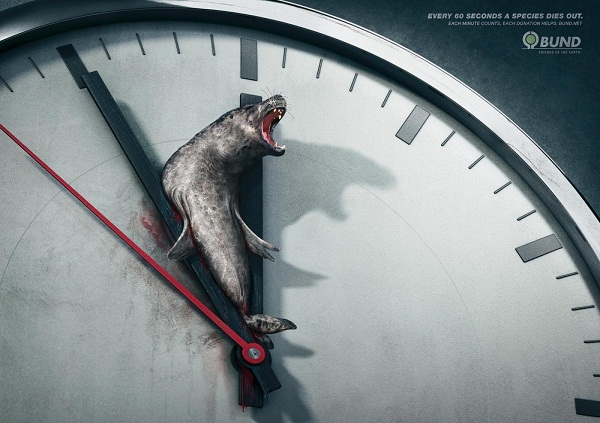 EVERY 60 SECONDS A SPECIES DIES OUT.
EACH MINUTE COUNTS, EACH DONATION HELPS: BUND.NET
BUND
FRIENDS OF THE EARTH